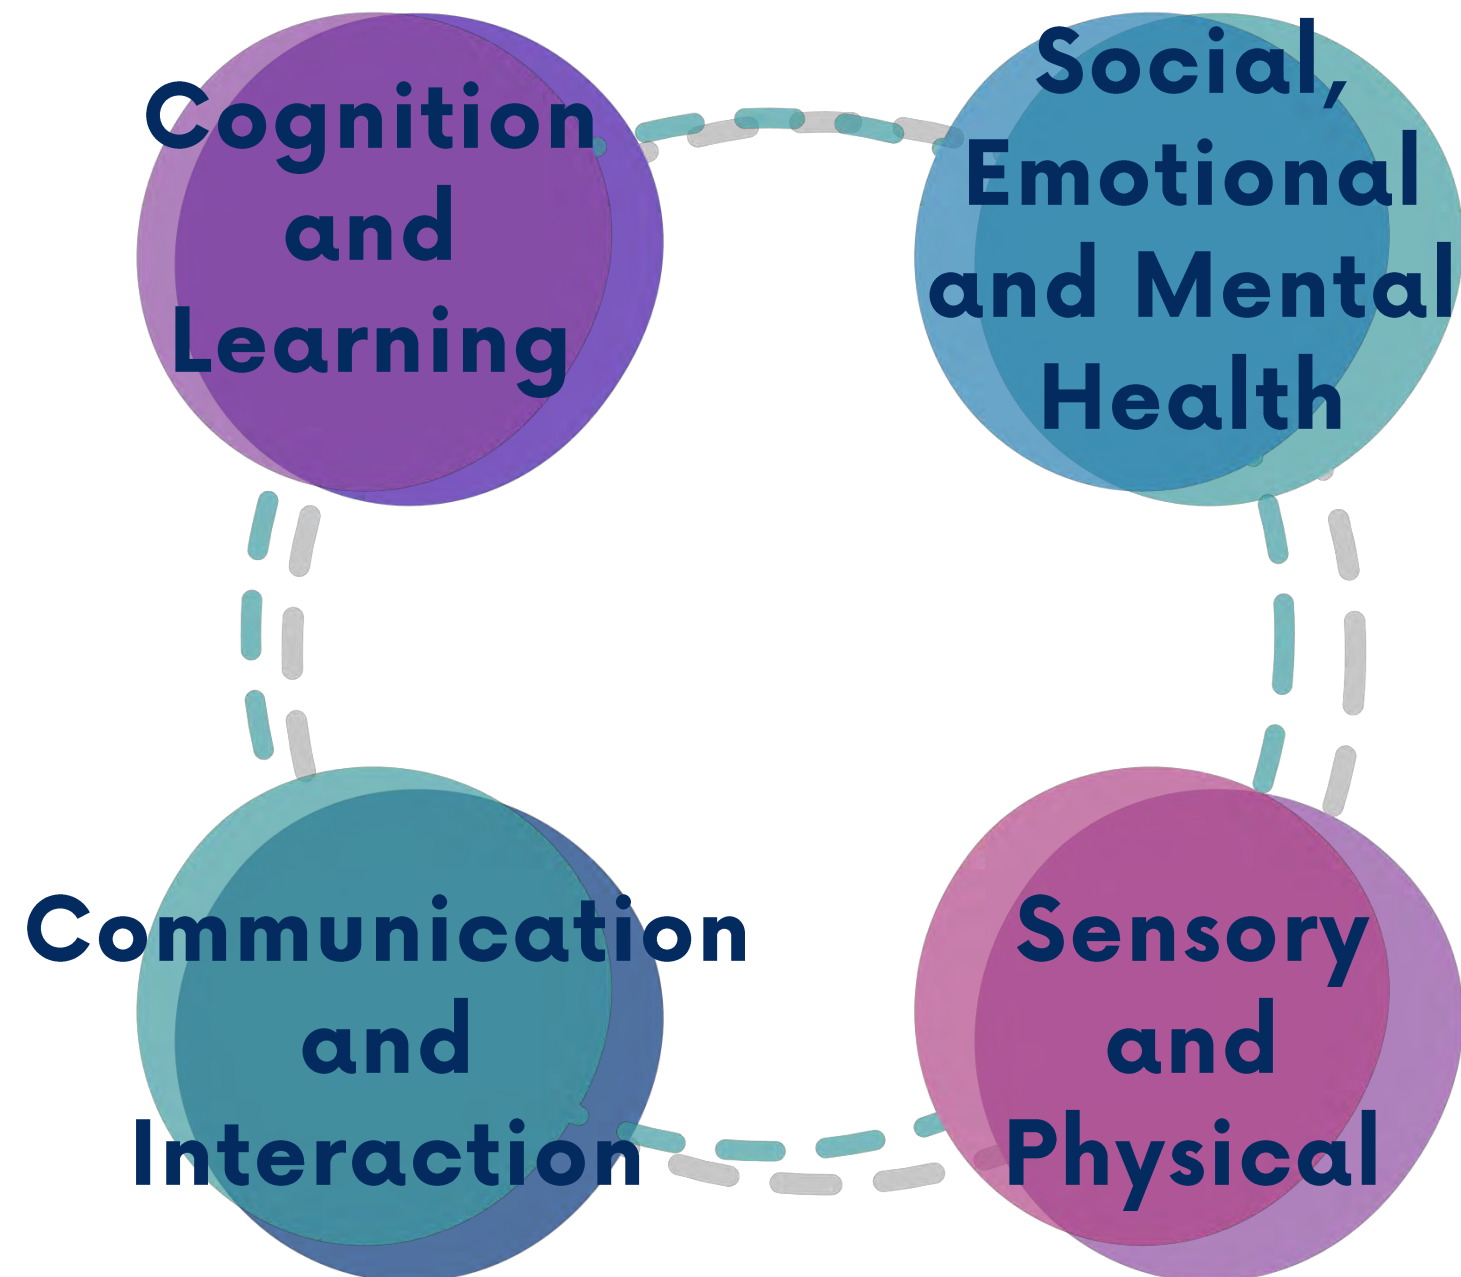 Cognition
and
Learning
Social,
Emotional
and Mental
Health
Communication
and
Interaction
Sensory
and
Physical